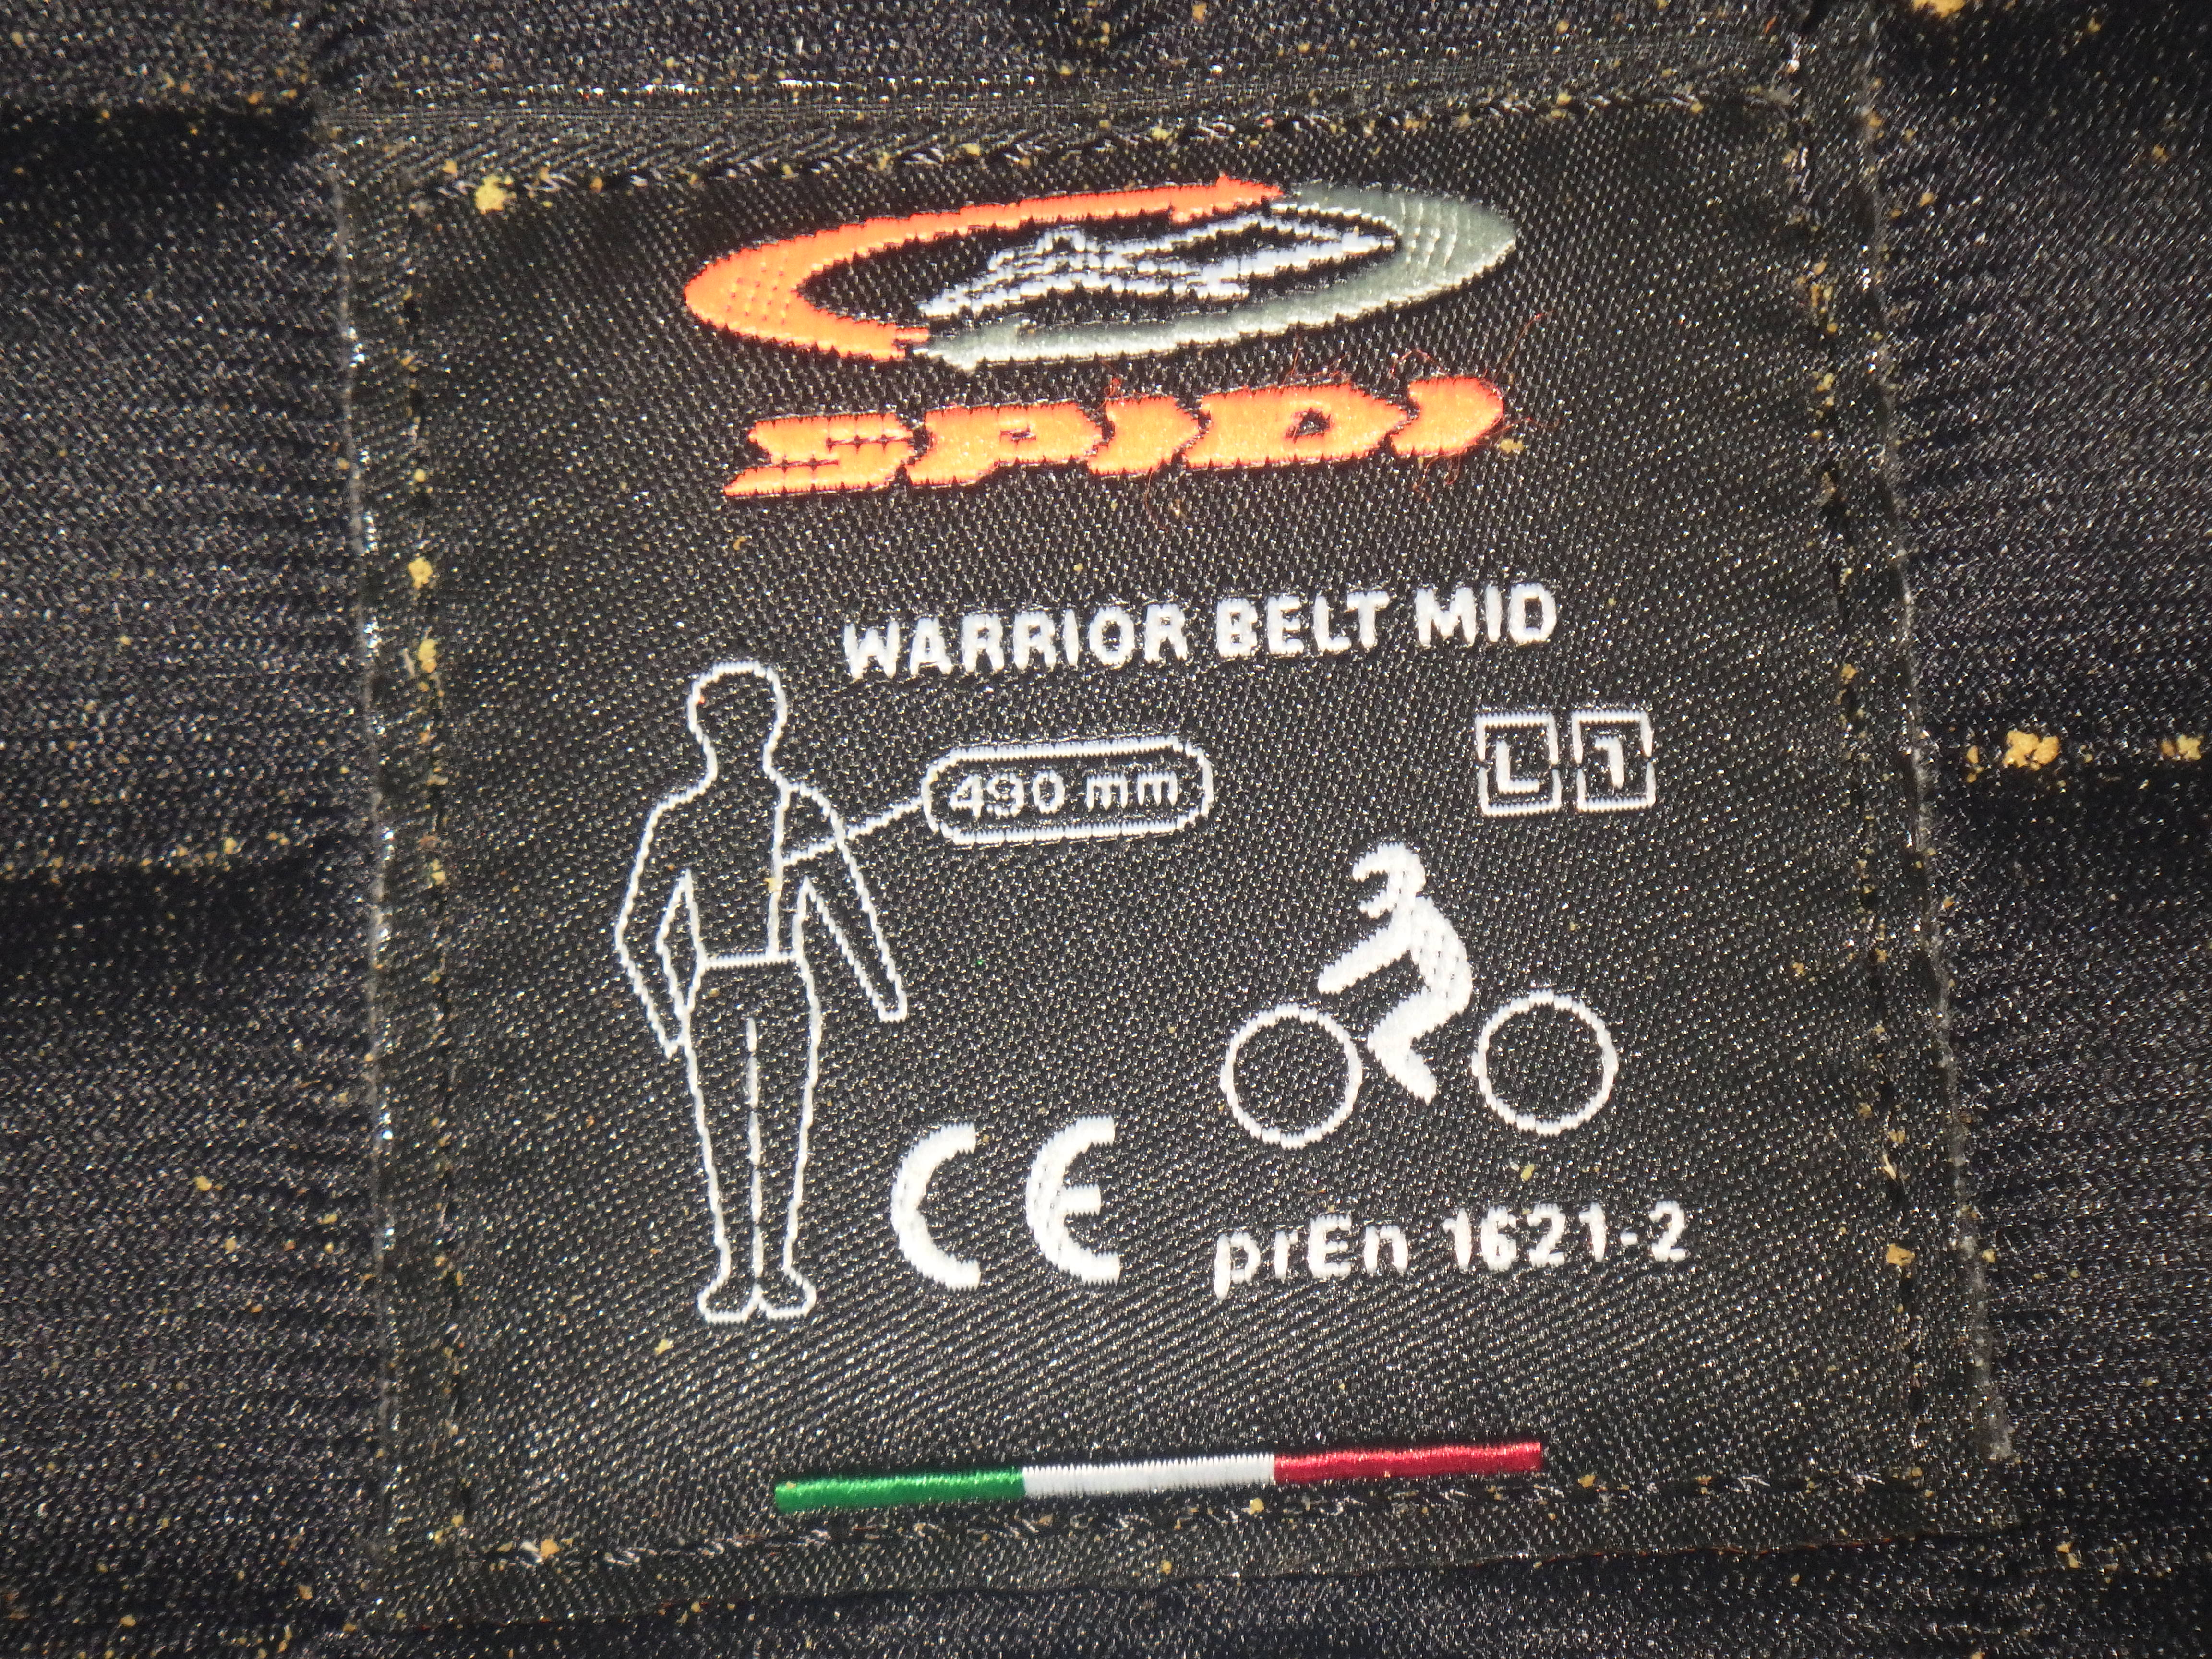 SPIDI
WARRIOR BELT MID
490 mm
L 1
CE prEn 1621-2